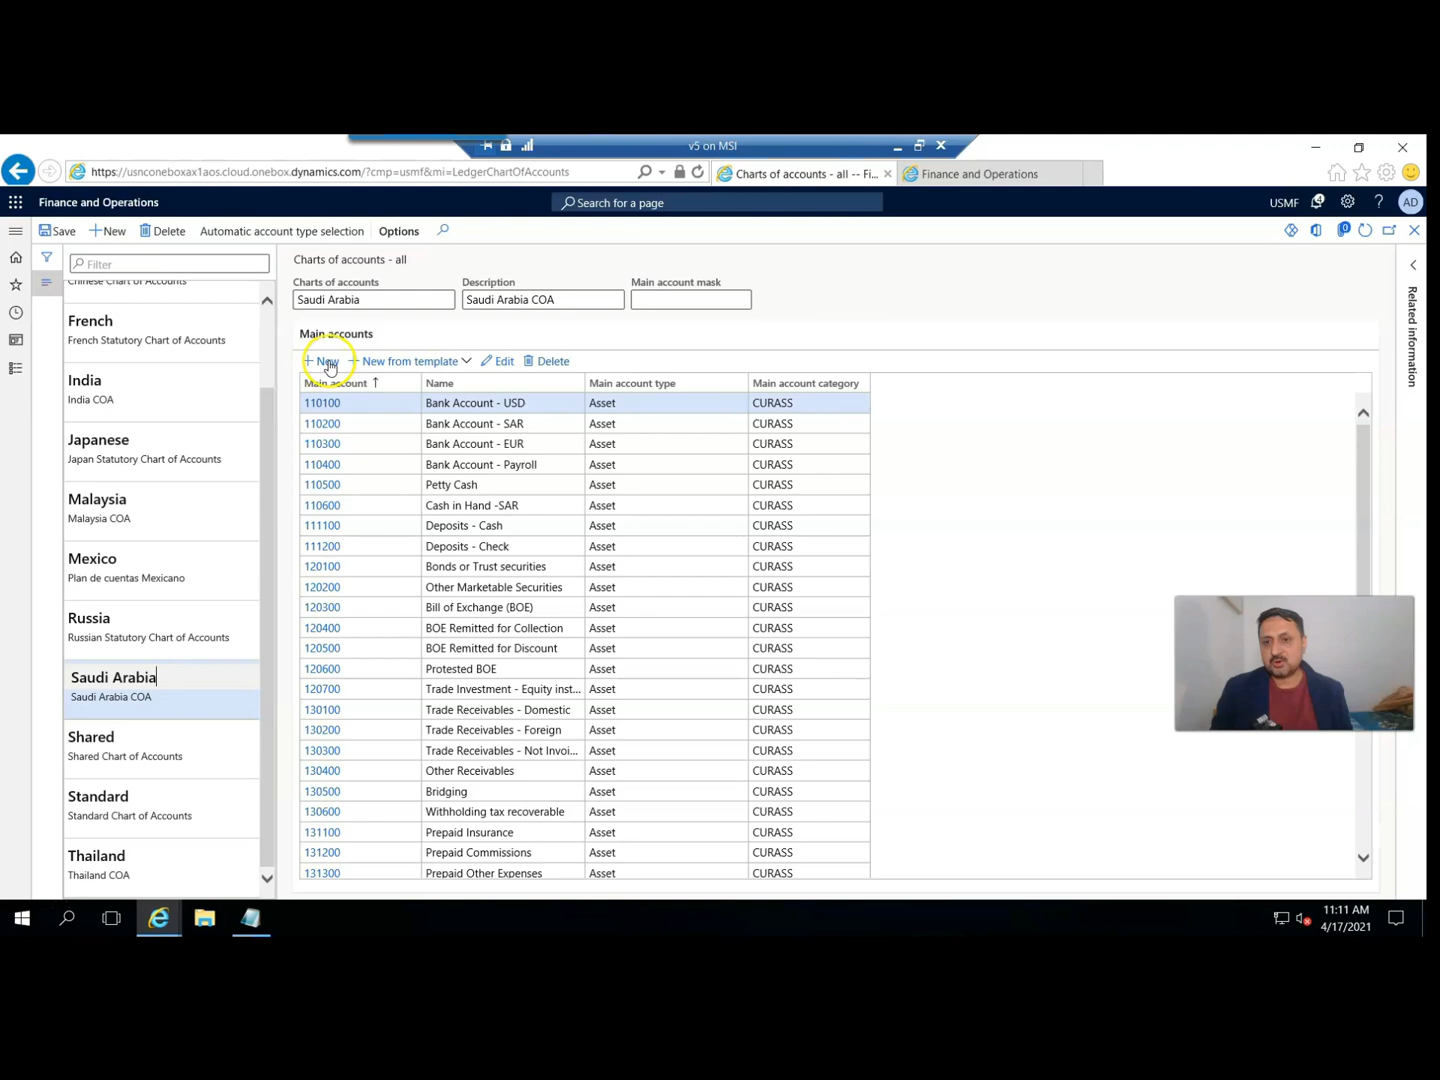 v5 on MSI
https://usnconeboxax1aos.cloud.onebox.dynamics.com/?cmp=usmf&mi=LedgerChartOfAccounts
Charts of accounts - all -- Fi...
Finance and Operations
Finance and Operations
Search for a page
USMF
4
?
AD
Save
New
Delete
Automatic account type selection
Options
0
Filter
Chinese Chart of Accounts
French
French Statutory Chart of Accounts
India
India COA
Japanese
Japan Statutory Chart of Accounts
Malaysia
Malaysia COA
Mexico
Plan de cuentas Mexicano
Russia
Russian Statutory Chart of Accounts
Saudi Arabia
Saudi Arabia COA
Shared
Shared Chart of Accounts
Standard
Standard Chart of Accounts
Thailand
Thailand COA
Charts of accounts - all
Charts of accounts Description Main account mask
Saudi Arabia Saudi Arabia COA
Main accounts
+ New + New from template Edit Delete
Main account ↑ Name Main account type Main account category
110100 Bank Account - USD Asset CURASS
110200 Bank Account - SAR Asset CURASS
110300 Bank Account - EUR Asset CURASS
110400 Bank Account - Payroll Asset CURASS
110500 Petty Cash Asset CURASS
110600 Cash in Hand -SAR Asset CURASS
111100 Deposits - Cash Asset CURASS
111200 Deposits - Check Asset CURASS
120100 Bonds or Trust securities Asset CURASS
120200 Other Marketable Securities Asset CURASS
120300 Bill of Exchange (BOE) Asset CURASS
120400 BOE Remitted for Collection Asset CURASS
120500 BOE Remitted for Discount Asset CURASS
120600 Protested BOE Asset CURASS
120700 Trade Investment - Equity inst... Asset CURASS
130100 Trade Receivables - Domestic Asset CURASS
130200 Trade Receivables - Foreign Asset CURASS
130300 Trade Receivables - Not Invoi... Asset CURASS
130400 Other Receivables Asset CURASS
130500 Bridging Asset CURASS
130600 Withholding tax recoverable Asset CURASS
131100 Prepaid Insurance Asset CURASS
131200 Prepaid Commissions Asset CURASS
131300 Prepaid Other Expenses Asset CURASS
Related information
11:11 AM
4/17/2021